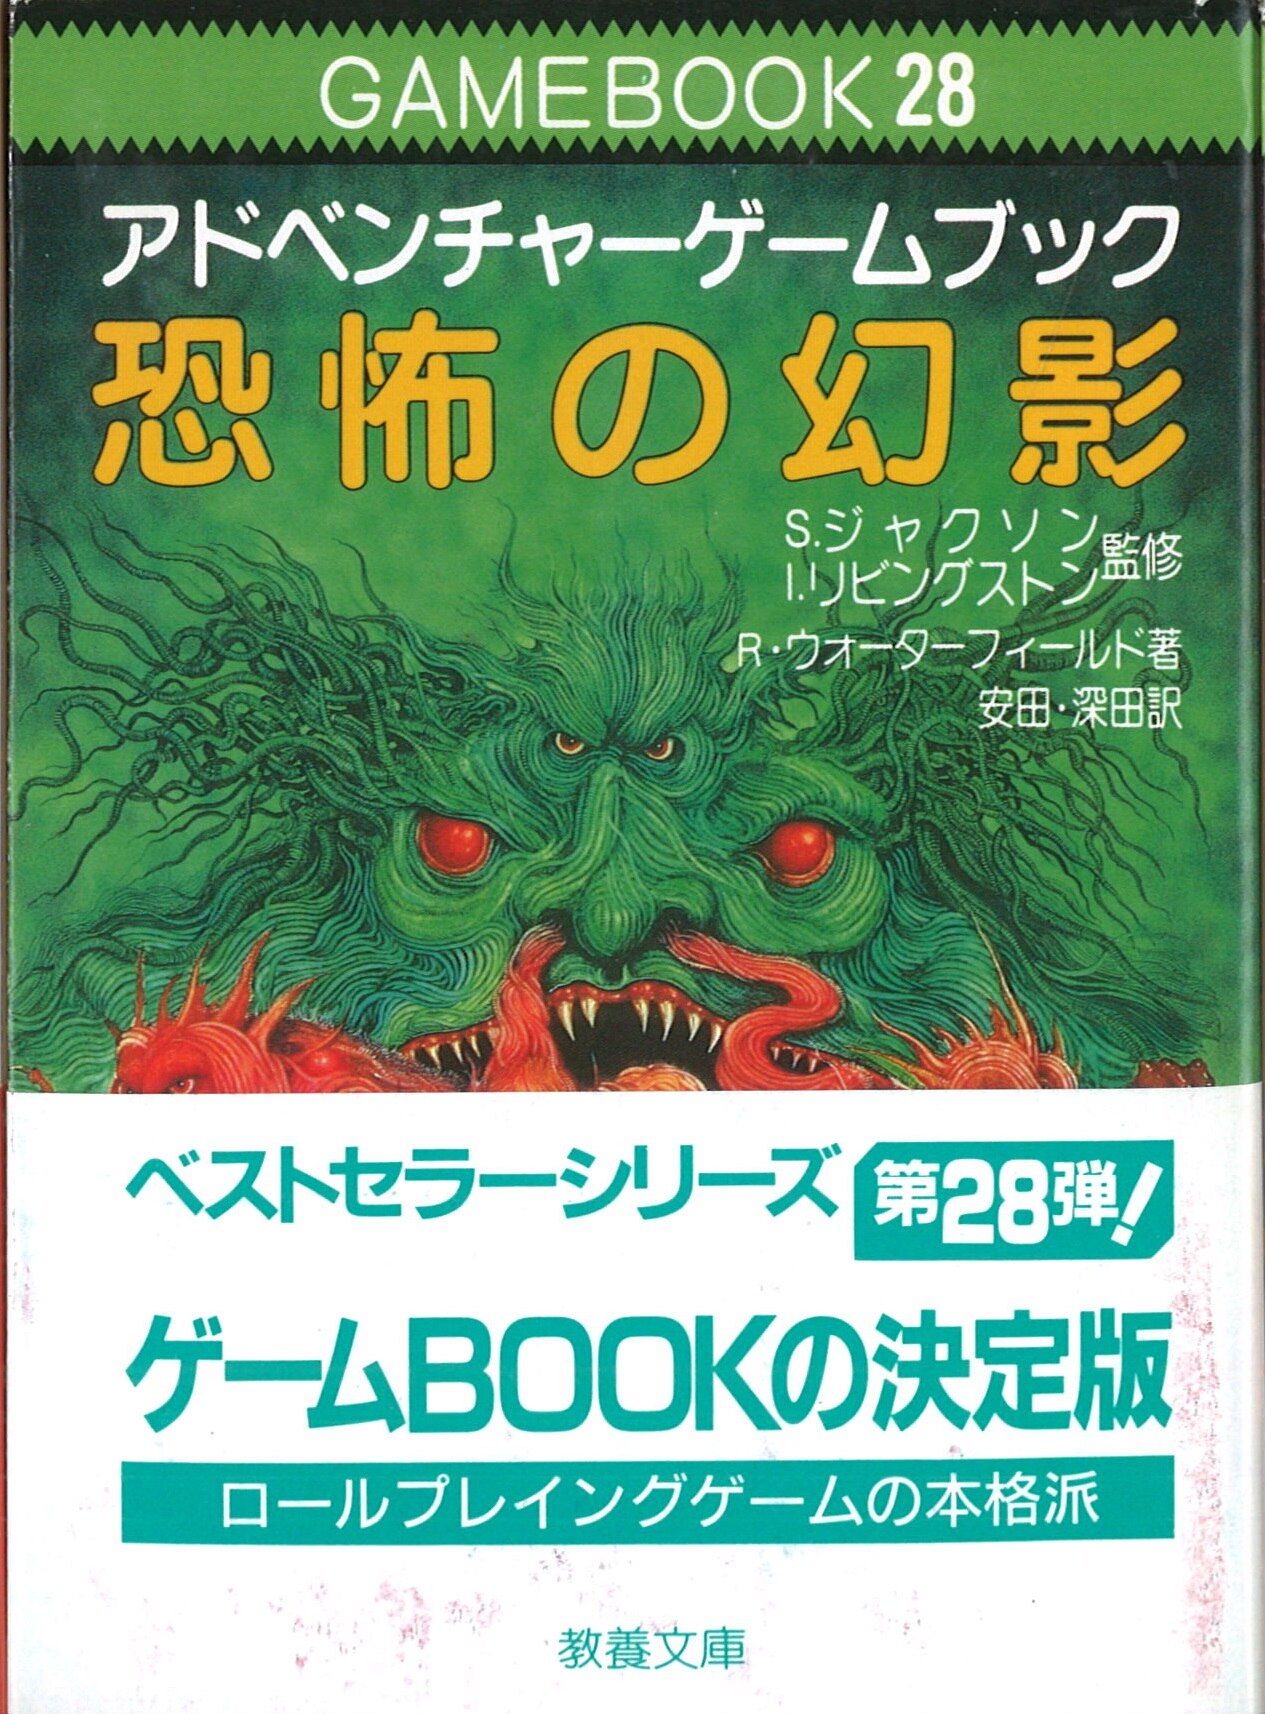 GAMEBOOK 28
アドベンチャーゲームブック
恐怖の幻影
S.ジャクソン
I.リビングストン
監修
R・ウォーターフィールド著
安田・深田訳
ベストセラーシリーズ 第28弾!
ゲームBOOKの決定版
ロールプレイングゲームの本格派
教養文庫